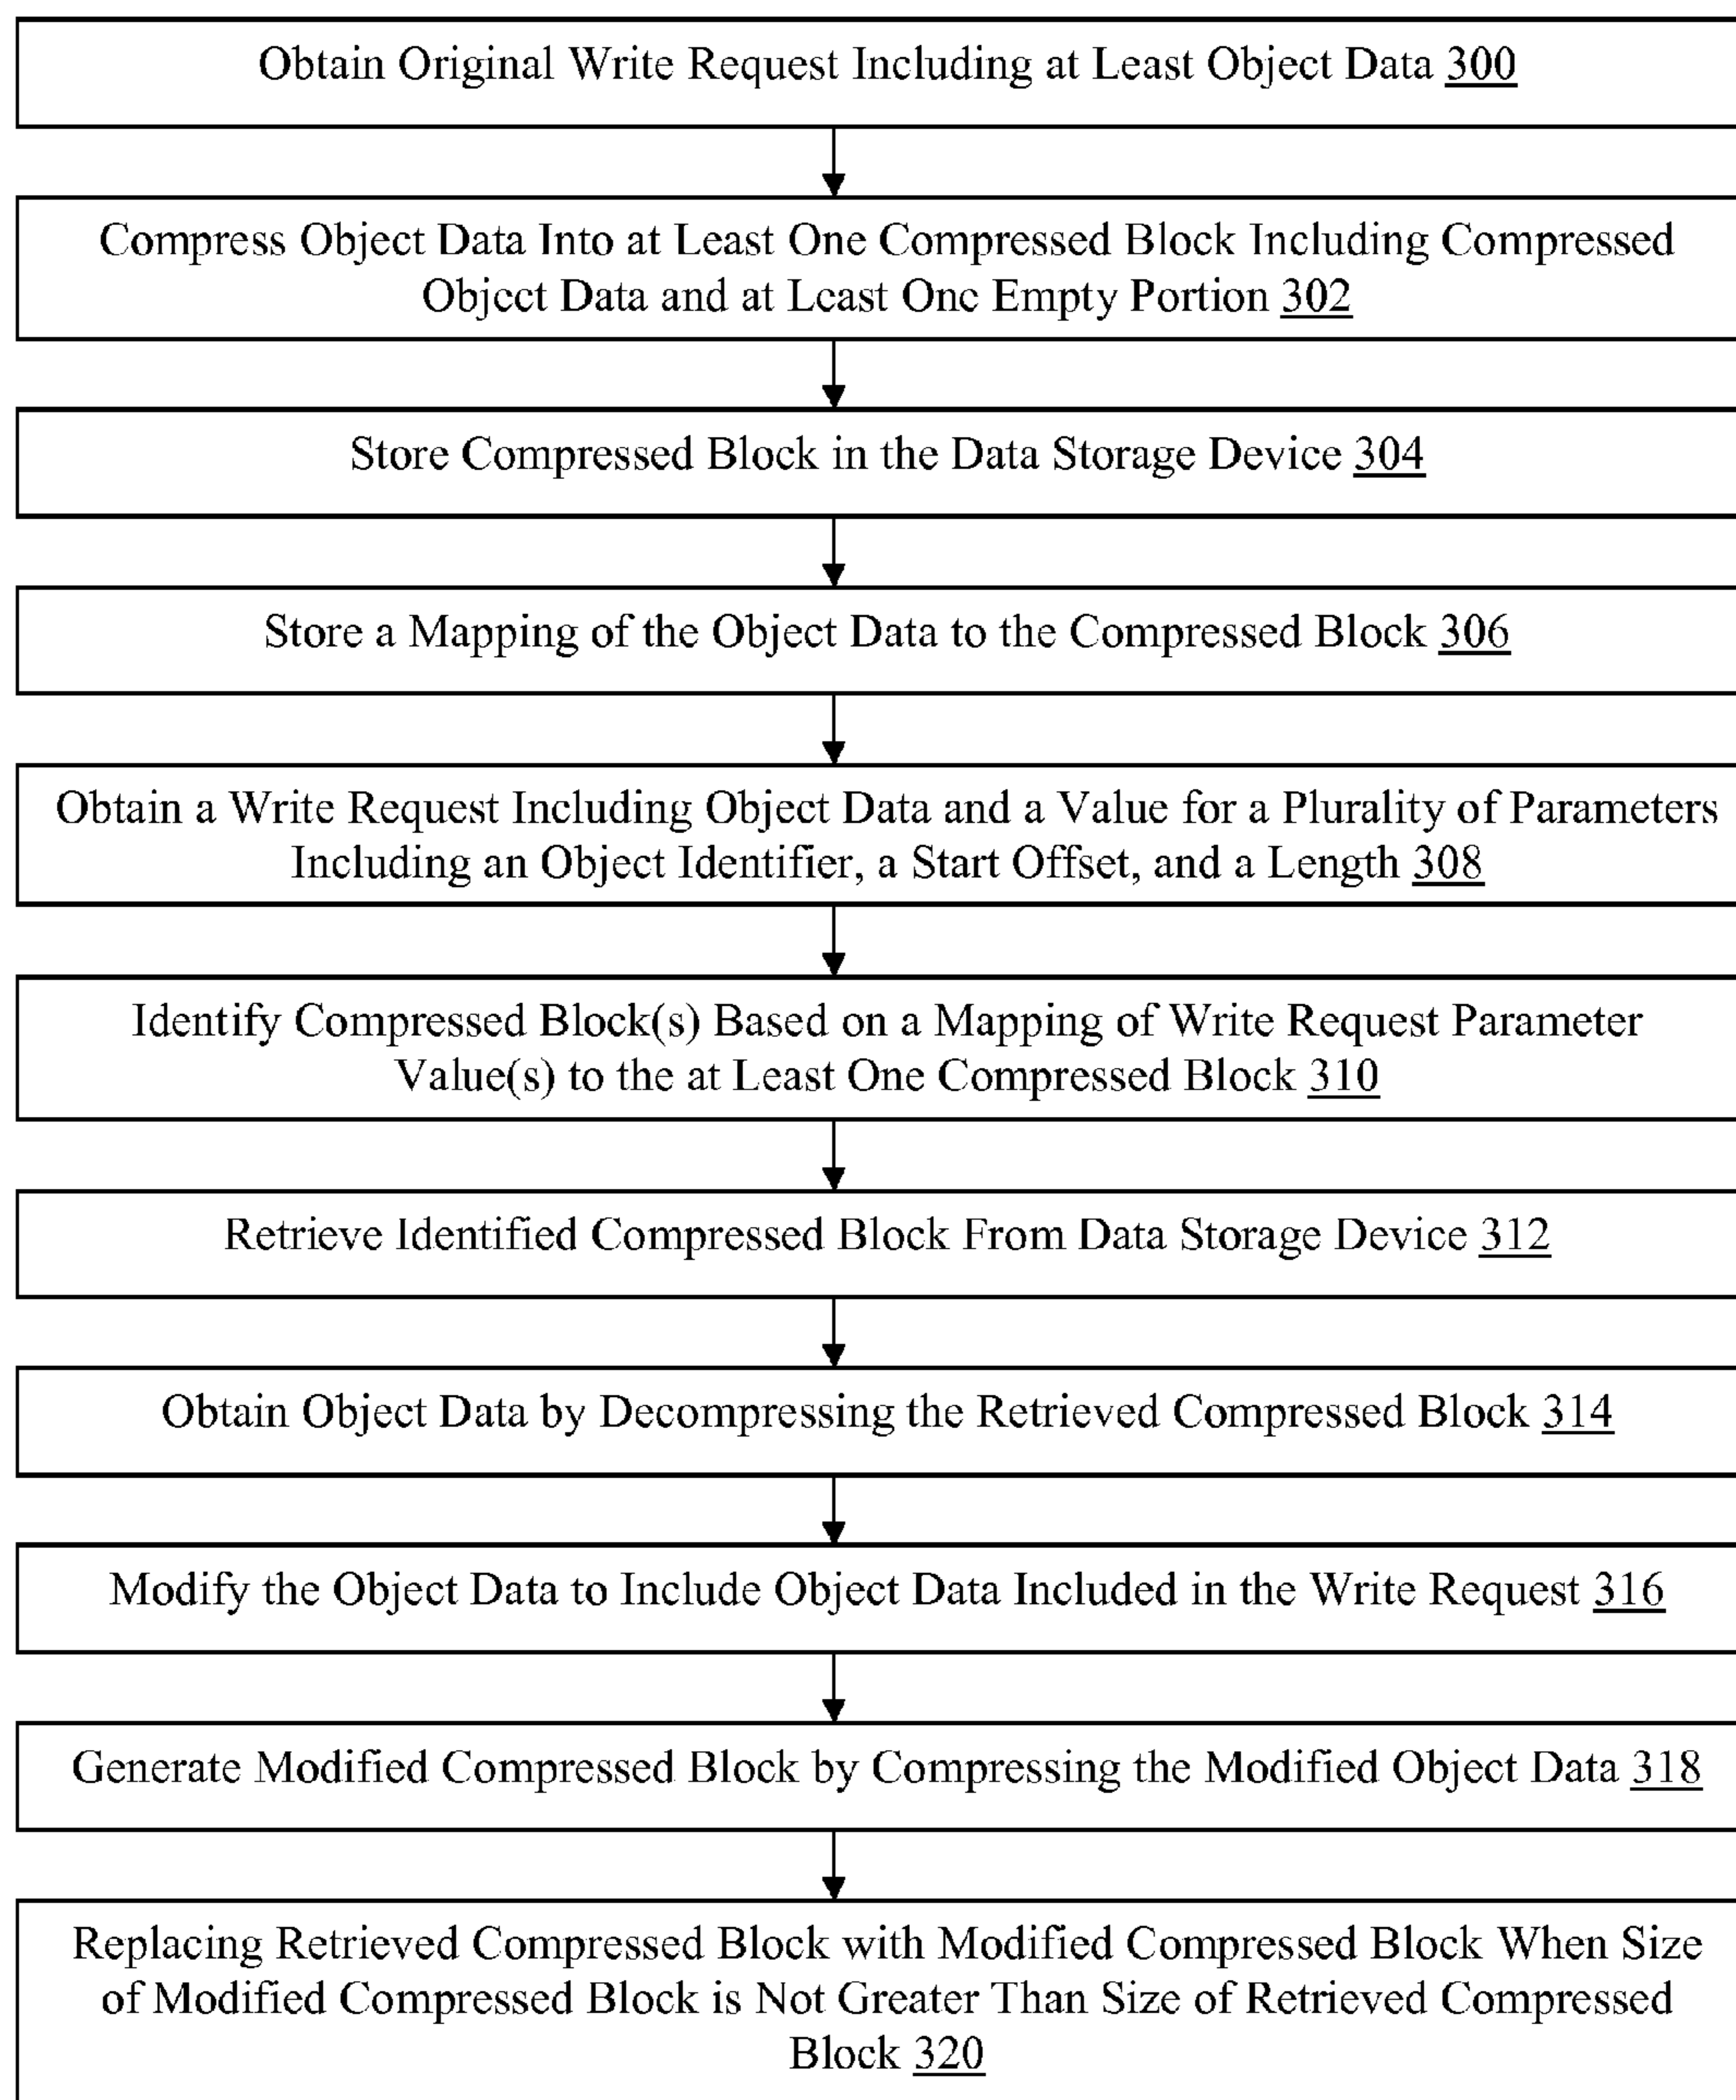 Obtain Original Write Request Including at Least Object Data 300
Compress Object Data Into at Least One Compressed Block Including Compressed
Object Data and at Least One Empty Portion 302
Store Compressed Block in the Data Storage Device 304
Store a Mapping of the Object Data to the Compressed Block 306
Obtain a Write Request Including Object Data and a Value for a Plurality of Parameters
Including an Object Identifier, a Start Offset, and a Length 308
Identify Compressed Block(s) Based on a Mapping of Write Request Parameter
Value(s) to the at Least One Compressed Block 310
Retrieve Identified Compressed Block From Data Storage Device 312
Obtain Object Data by Decompressing the Retrieved Compressed Block 314
Modify the Object Data to Include Object Data Included in the Write Request 316
Generate Modified Compressed Block by Compressing the Modified Object Data 318
Replacing Retrieved Compressed Block with Modified Compressed Block When Size
of Modified Compressed Block is Not Greater Than Size of Retrieved Compressed
Block 320